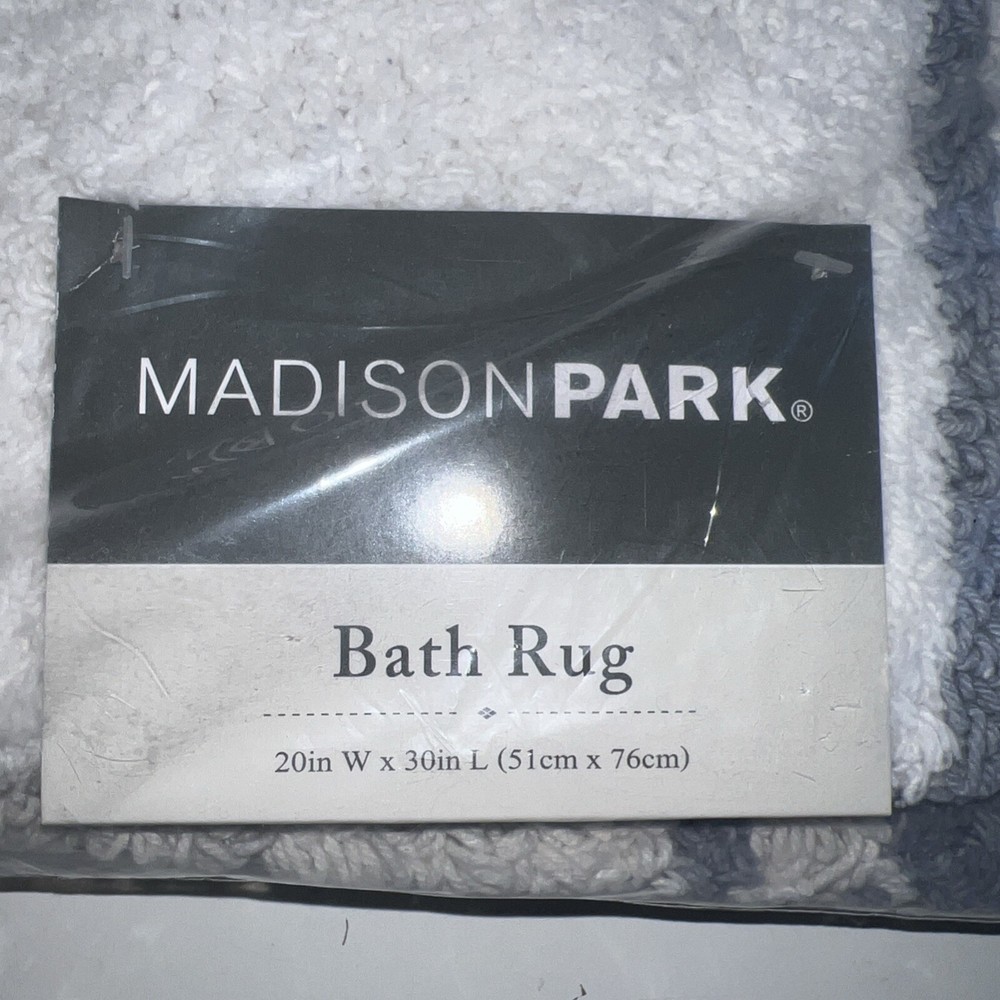 MADISONPARK®
Bath Rug
20in W x 30in L (51cm x 76cm)